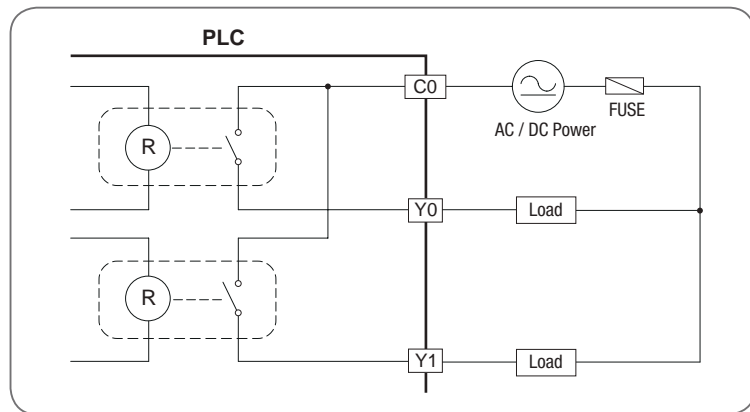 PLC
C0
FUSE
AC / DC Power
R
Y0
Load
R
Y1
Load